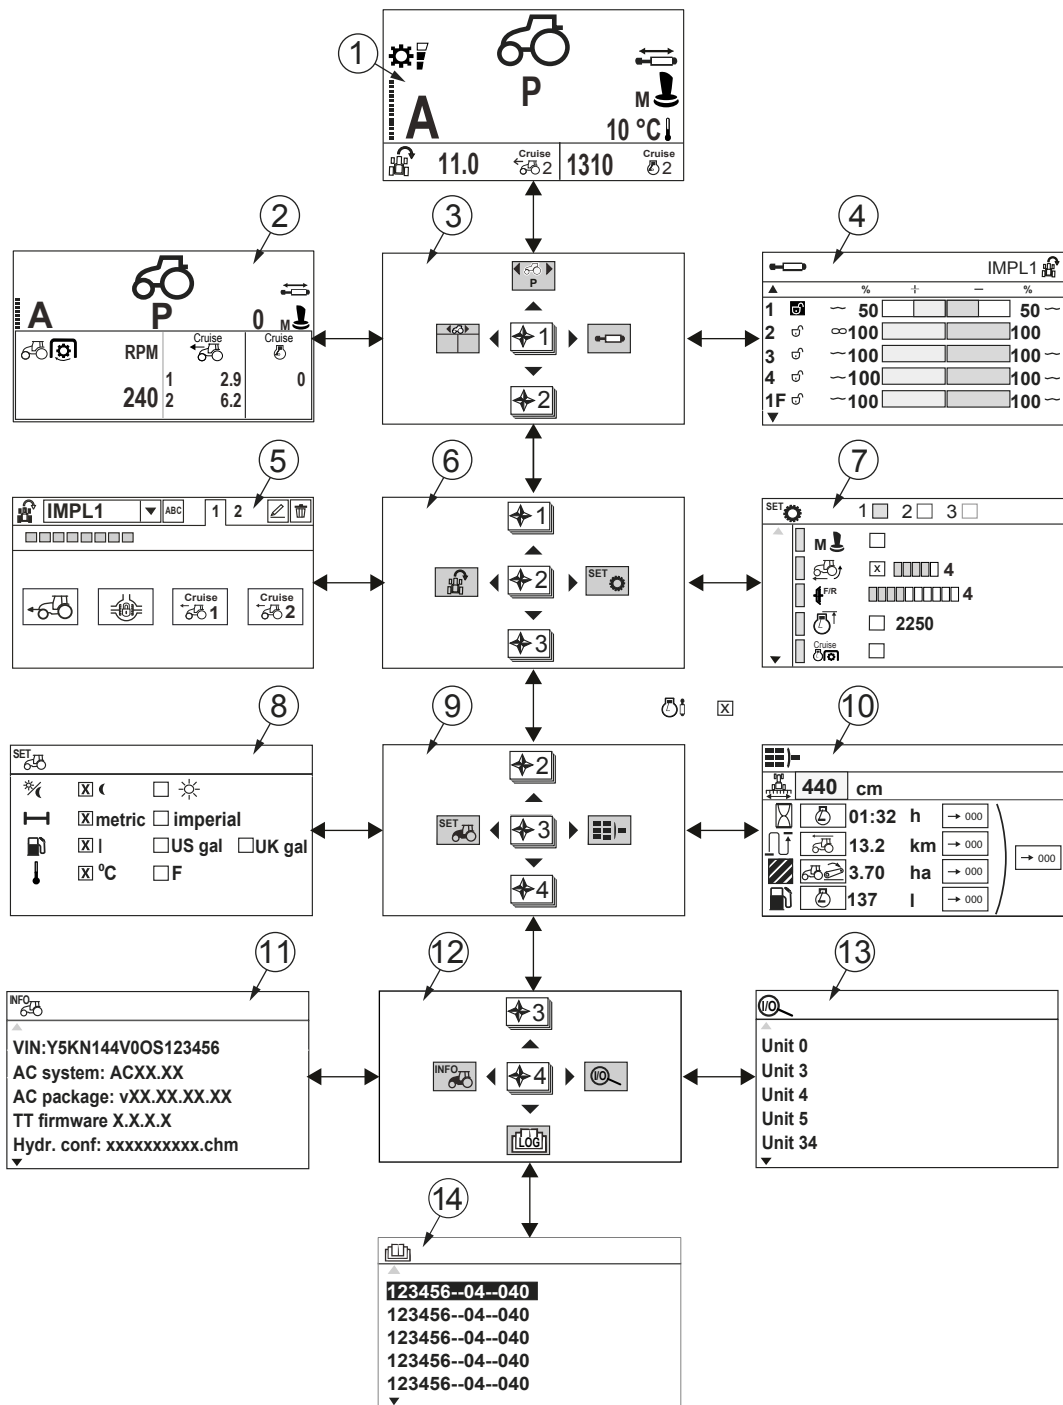 1
A
P
M
10 °C
11.0
Cruise
2
1310
Cruise
2
2
3
4
A
P
0
M
RPM
Cruise
Cruise
240
1 2.9
0
2 6.2
P
1
2
IMPL1
% + − %
1 50 50
2 ∞100 100
3 100 100
4 100 100
1F 100 100
5
6
7
IMPL1
ABC
1 2
Cruise
1
Cruise
2
1
2
SET
3
SET
1 2 3
M
X 4
F/R
4
2250
Cruise
X
8
9
10
SET
X
X metric imperial
X l US gal UK gal
X °C F
2
SET
3
4
440 cm
01:32 h → 000
13.2 km → 000
3.70 ha → 000
137 l → 000
→ 000
11
12
13
INFO
VIN:Y5KN144V0OS123456
AC system: ACXX.XX
AC package: vXX.XX.XX.XX
TT firmware X.X.X.X
Hydr. conf: xxxxxxxxxx.chm
3
INFO
4
I/O
LOG
I/O
Unit 0
Unit 3
Unit 4
Unit 5
Unit 34
14
123456--04--040
123456--04--040
123456--04--040
123456--04--040
123456--04--040